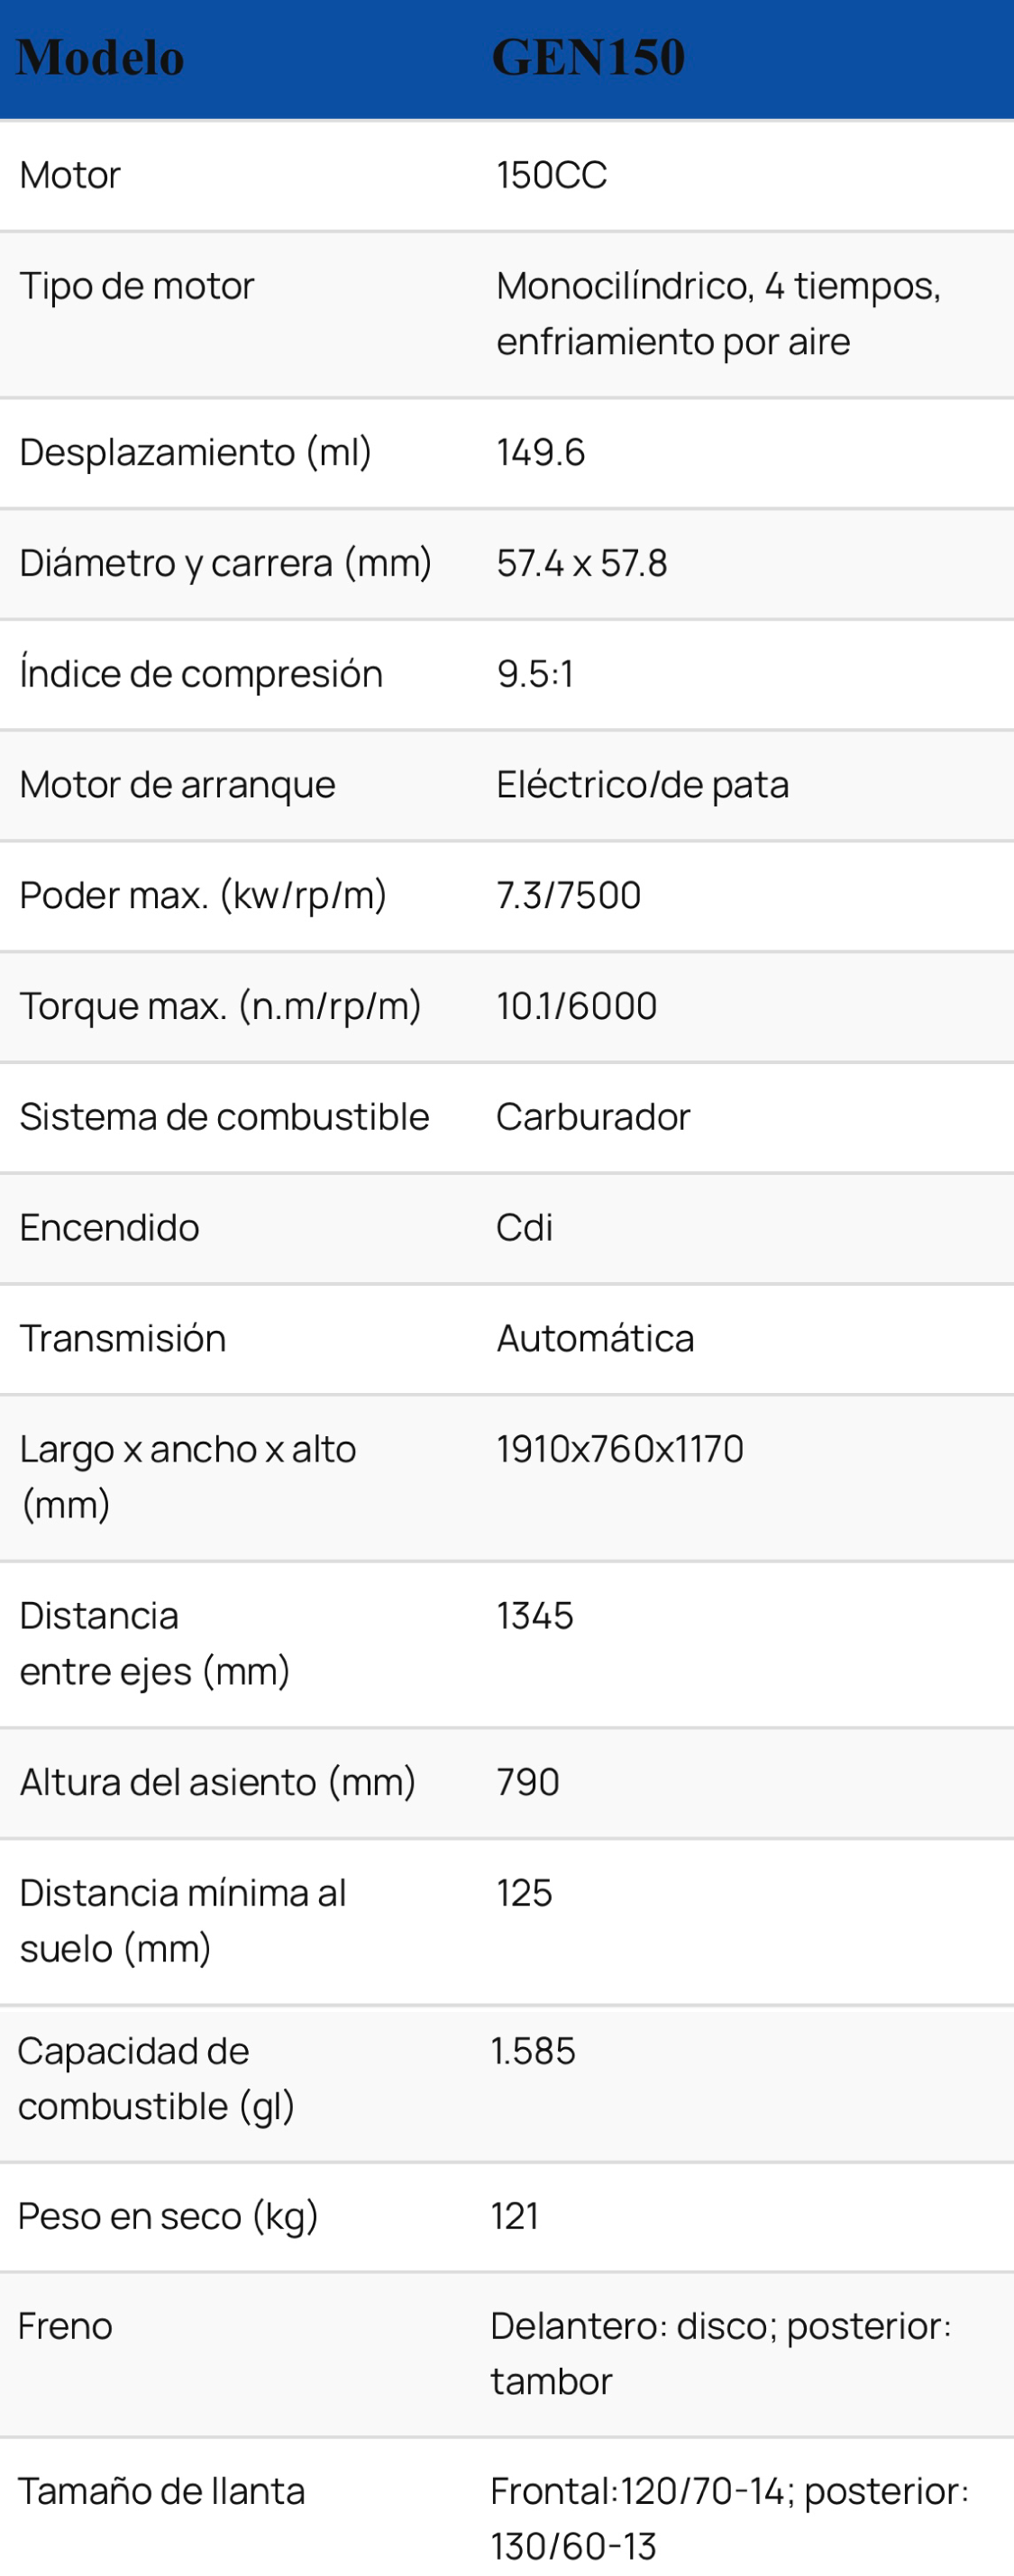 Modelo GEN150
Motor 150CC
Tipo de motor Monocilíndrico, 4 tiempos,
enfriamiento por aire
Desplazamiento (ml) 149.6
Diámetro y carrera (mm) 57.4 x 57.8
Índice de compresión 9.5:1
Motor de arranque Eléctrico/de pata
Poder max. (kw/rp/m) 7.3/7500
Torque max. (n.m/rp/m) 10.1/6000
Sistema de combustible Carburador
Encendido Cdi
Transmisión Automática
Largo x ancho x alto 1910x760x1170
(mm)
Distancia 1345
entre ejes (mm)
Altura del asiento (mm) 790
Distancia mínima al 125
suelo (mm)
Capacidad de 1.585
combustible (gl)
Peso en seco (kg) 121
Freno Delantero: disco; posterior:
tambor
Tamaño de llanta Frontal:120/70-14; posterior:
130/60-13